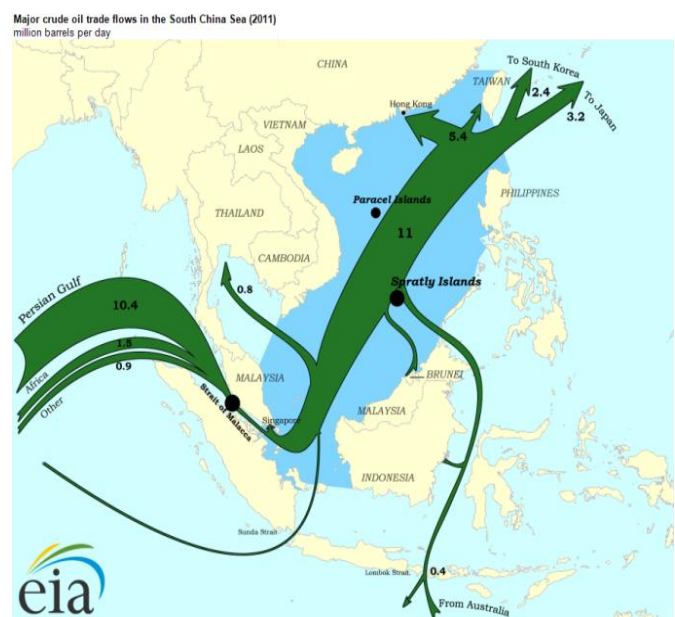 Major crude oil trade flows in the South China Sea (2011)
million barrels per day
CHINA
To South Korea
TAIWAN
2.4
To Japan
3.2
Hong Kong
5.4
VIETNAM
LAOS
Paracel Islands
PHILIPPINES
THAILAND
11
CAMBODIA
Spratly Islands
0.8
Persian Gulf
10.4
1.5
Africa
0.9
Other
MALAYSIA
BRUNEI
Strait of Malacca
Singapore
MALAYSIA
INDONESIA
Sunda Strait
Lombok Strait.
0.4
From Australia
eia